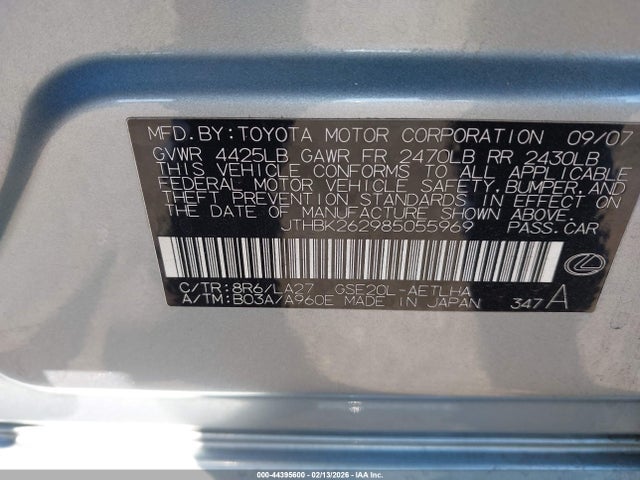 MFD.BY:TOYOTA MOTOR CORPORATION 09/07
GVWR 4425LB GAWR FR 2470LB RR 2430LB
THIS VEHICLE CONFORMS TO ALL APPLICABLE
FEDERAL MOTOR VEHICLE SAFETY,BUMPER,AND
THEFT PREVENTION STANDARDS IN EFFECT ON
THE DATE OF MANUFACTURE SHOWN ABOVE.
JTHBK262985055969 PASS.CAR
C/TR:8R6/LA27 GSE20L-AETLHA
A/TM:B03A/A960E MADE IN JAPAN 347 A
000-44395600 - 02/13/2026 - IAAI.COM